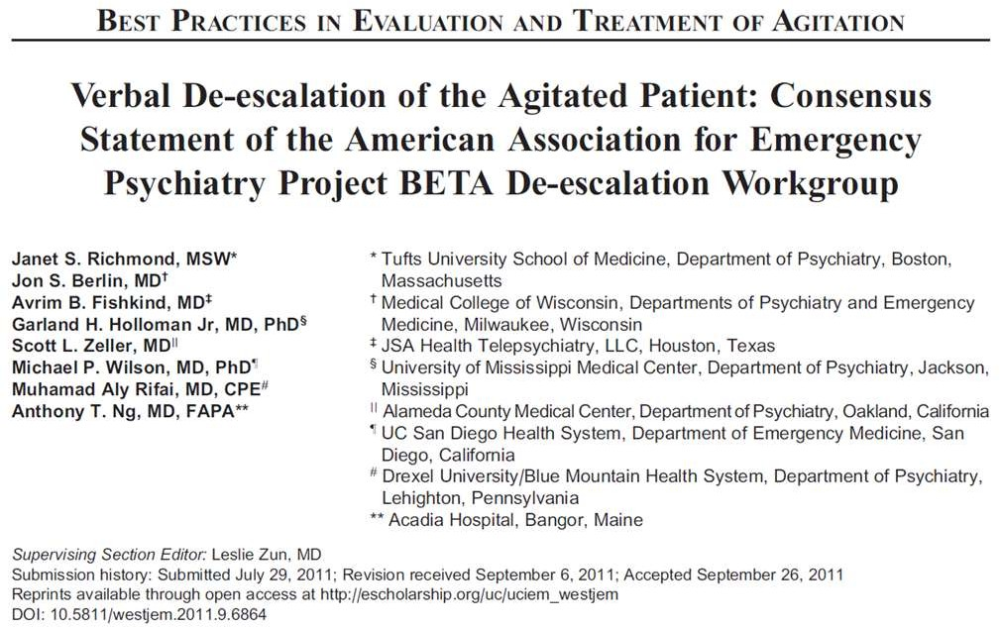 BEST PRACTICES IN EVALUATION AND TREATMENT OF AGITATION
Verbal De-escalation of the Agitated Patient: Consensus
Statement of the American Association for Emergency
Psychiatry Project BETA De-escalation Workgroup
Janet S. Richmond, MSW*
Jon S. Berlin, MD†
Avrim B. Fishkind, MD‡
Garland H. Holloman Jr, MD, PhD§
Scott L. Zeller, MD||
Michael P. Wilson, MD, PhD¶
Muhamad Aly Rifai, MD, CPE#
Anthony T. Ng, MD, FAPA**
* Tufts University School of Medicine, Department of Psychiatry, Boston,
Massachusetts
† Medical College of Wisconsin, Departments of Psychiatry and Emergency
Medicine, Milwaukee, Wisconsin
‡ JSA Health Telepsychiatry, LLC, Houston, Texas
§ University of Mississippi Medical Center, Department of Psychiatry, Jackson,
Mississippi
|| Alameda County Medical Center, Department of Psychiatry, Oakland, California
¶ UC San Diego Health System, Department of Emergency Medicine, San
Diego, California
# Drexel University/Blue Mountain Health System, Department of Psychiatry,
Lehighton, Pennsylvania
** Acadia Hospital, Bangor, Maine
Supervising Section Editor: Leslie Zun, MD
Submission history: Submitted July 29, 2011; Revision received September 6, 2011; Accepted September 26, 2011
Reprints available through open access at http://escholarship.org/uc/uciem_westjem
DOI: 10.5811/westjem.2011.9.6864